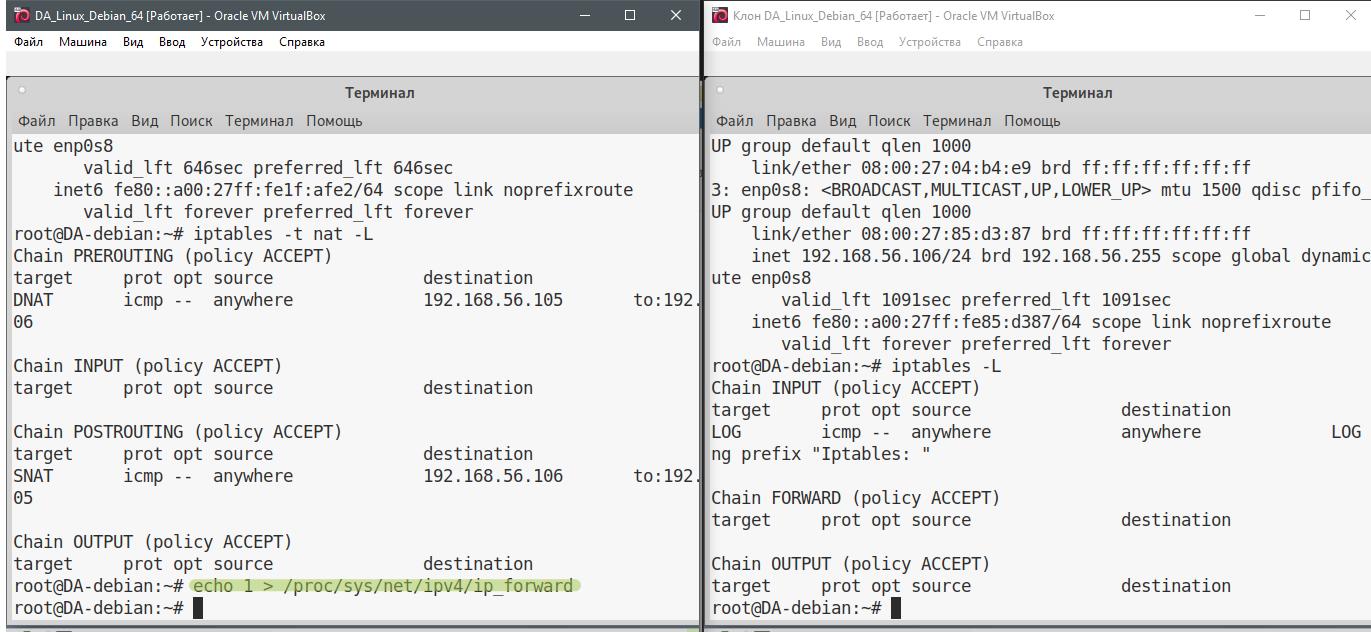 DA_Linux_Debian_64 [Работает] - Oracle VM VirtualBox
Файл Машина Вид Ввод Устройства Справка
Терминал
Файл Правка Вид Поиск Терминал Помощь
ute enp0s8
valid_lft 646sec preferred_lft 646sec
inet6 fe80::a00:27ff:fe1f:afe2/64 scope link noprefixroute
valid_lft forever preferred_lft forever
root@DA-debian:~# iptables -t nat -L
Chain PREROUTING (policy ACCEPT)
target prot opt source destination
DNAT icmp -- anywhere 192.168.56.105 to:192.
06
Chain INPUT (policy ACCEPT)
target prot opt source destination
Chain POSTROUTING (policy ACCEPT)
target prot opt source destination
SNAT icmp -- anywhere 192.168.56.106 to:192.
05
Chain OUTPUT (policy ACCEPT)
target prot opt source destination
root@DA-debian:~# echo 1 > /proc/sys/net/ipv4/ip_forward
root@DA-debian:~#
Клон DA_Linux_Debian_64 [Работает] - Oracle VM VirtualBox
Файл Машина Вид Ввод Устройства Справка
Терминал
Файл Правка Вид Поиск Терминал Помощь
UP group default qlen 1000
link/ether 08:00:27:04:b4:e9 brd ff:ff:ff:ff:ff:ff
3: enp0s8: <BROADCAST,MULTICAST,UP,LOWER_UP> mtu 1500 qdisc pfifo_
UP group default qlen 1000
link/ether 08:00:27:85:d3:87 brd ff:ff:ff:ff:ff:ff
inet 192.168.56.106/24 brd 192.168.56.255 scope global dynamic
ute enp0s8
valid_lft 1091sec preferred_lft 1091sec
inet6 fe80::a00:27ff:fe85:d387/64 scope link noprefixroute
valid_lft forever preferred_lft forever
root@DA-debian:~# iptables -L
Chain INPUT (policy ACCEPT)
target prot opt source destination
LOG icmp -- anywhere anywhere LOG
ng prefix "Iptables: "
Chain FORWARD (policy ACCEPT)
target prot opt source destination
Chain OUTPUT (policy ACCEPT)
target prot opt source destination
root@DA-debian:~#